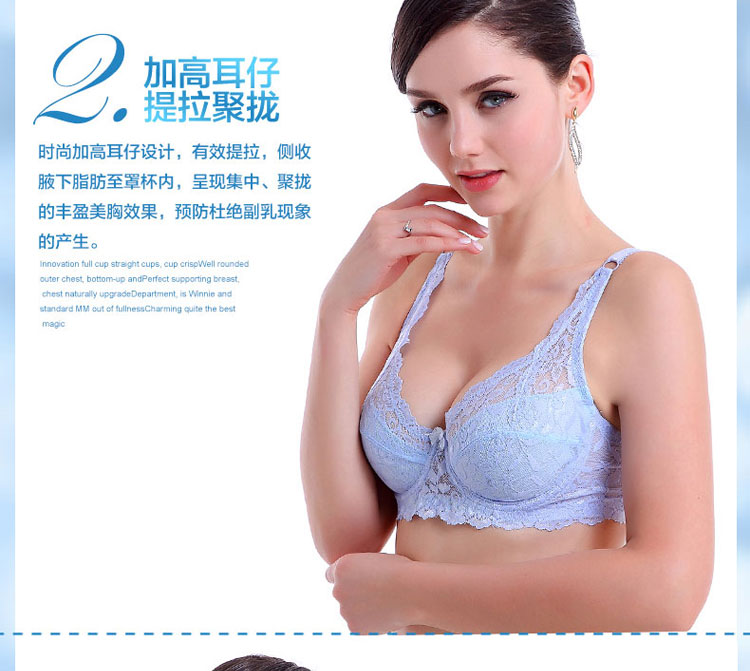 2.
加高耳仔
提拉聚拢
时尚加高耳仔设计，有效提拉，侧收
腋下脂肪至罩杯内，呈现集中、聚拢
的丰盈美胸效果，预防杜绝副乳现象
的产生。
Innovation full cup straight cups, cup crispWell rounded
outer chest, bottom-up andPerfect supporting breast,
chest naturally upgradeDepartment, is Winnie and
standard MM out of fullnessCharming quite the best
magic